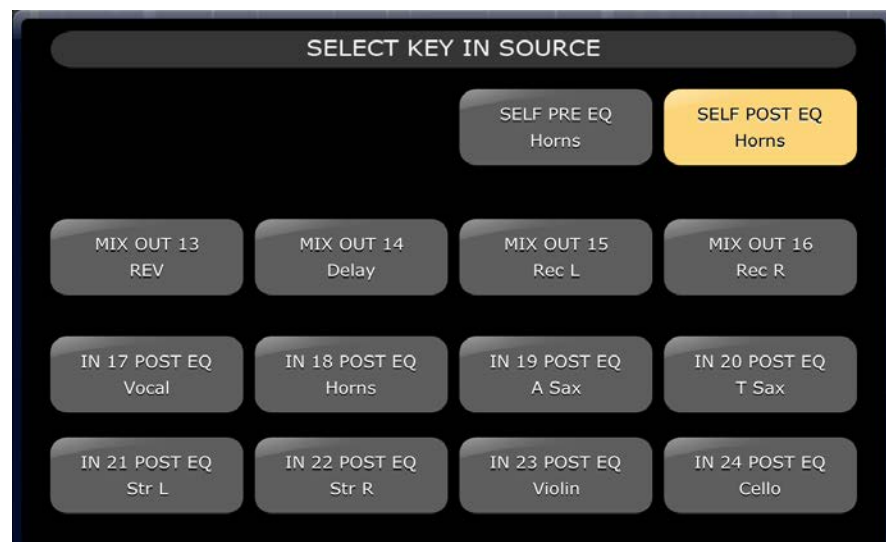 SELECT KEY IN SOURCE
SELF PRE EQ
Horns
SELF POST EQ
Horns
MIX OUT 13
REV
MIX OUT 14
Delay
MIX OUT 15
Rec L
MIX OUT 16
Rec R
IN 17 POST EQ
Vocal
IN 18 POST EQ
Horns
IN 19 POST EQ
A Sax
IN 20 POST EQ
T Sax
IN 21 POST EQ
Str L
IN 22 POST EQ
Str R
IN 23 POST EQ
Violin
IN 24 POST EQ
Cello